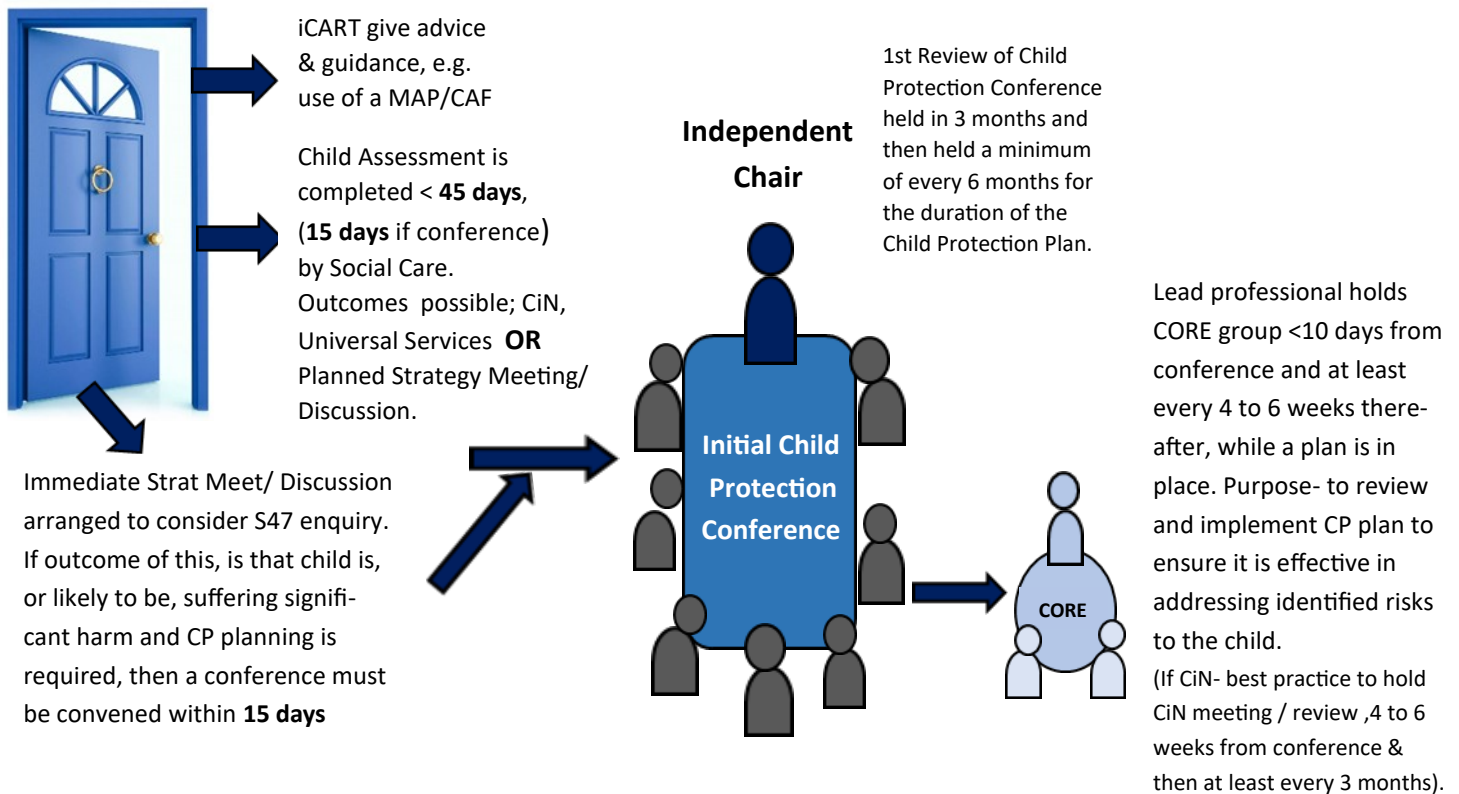 iCART give advice
& guidance, e.g.
use of a MAP/CAF
Child Assessment is
completed < 45 days,
(15 days if conference)
by Social Care.
Outcomes possible; CiN,
Universal Services OR
Planned Strategy Meeting/
Discussion.
Immediate Strat Meet/ Discussion
arranged to consider S47 enquiry.
If outcome of this, is that child is,
or likely to be, suffering signifi-
cant harm and CP planning is
required, then a conference must
be convened within 15 days
Independent
Chair
Initial Child
Protection
Conference
1st Review of Child
Protection Conference
held in 3 months and
then held a minimum
of every 6 months for
the duration of the
Child Protection Plan.
CORE
Lead professional holds
CORE group <10 days from
conference and at least
every 4 to 6 weeks there-
after, while a plan is in
place. Purpose- to review
and implement CP plan to
ensure it is effective in
addressing identified risks
to the child.
(If CiN- best practice to hold
CiN meeting / review ,4 to 6
weeks from conference &
then at least every 3 months).